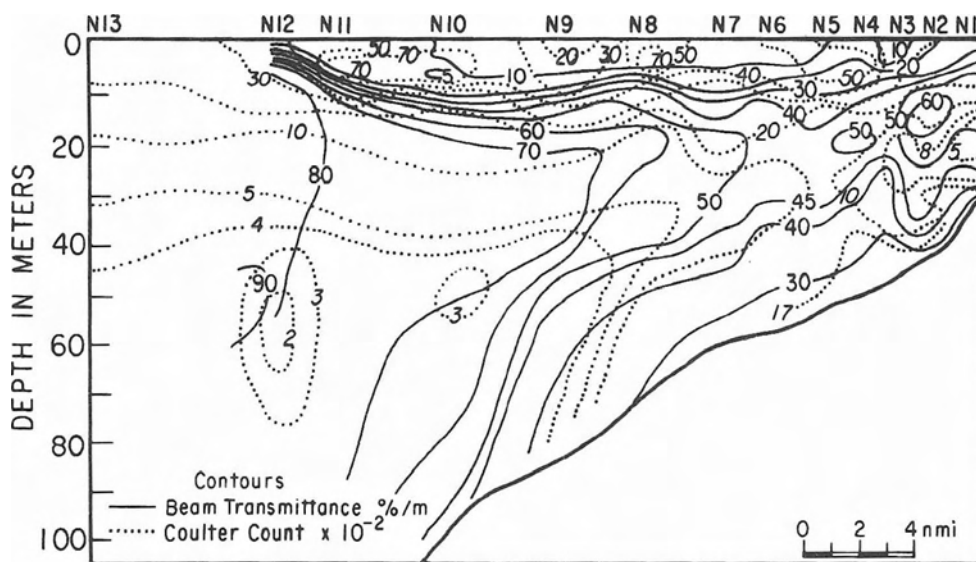 N13 N12 N11 N10 N9 N8 N7 N6 N5 N4 N3 N2 N1
0 50 70 50 20 30 70 50 10
30 70 5 10 40 50 30 20
10 60 20 40 50 60
20 70 50 8 5
80
5 50 45 10
4 40
40
90 3 3 30
2 17
60
80
100
DEPTH IN METERS
Contours
Beam Transmittance %/m
Coulter Count x 10-2
0 2 4 nmi